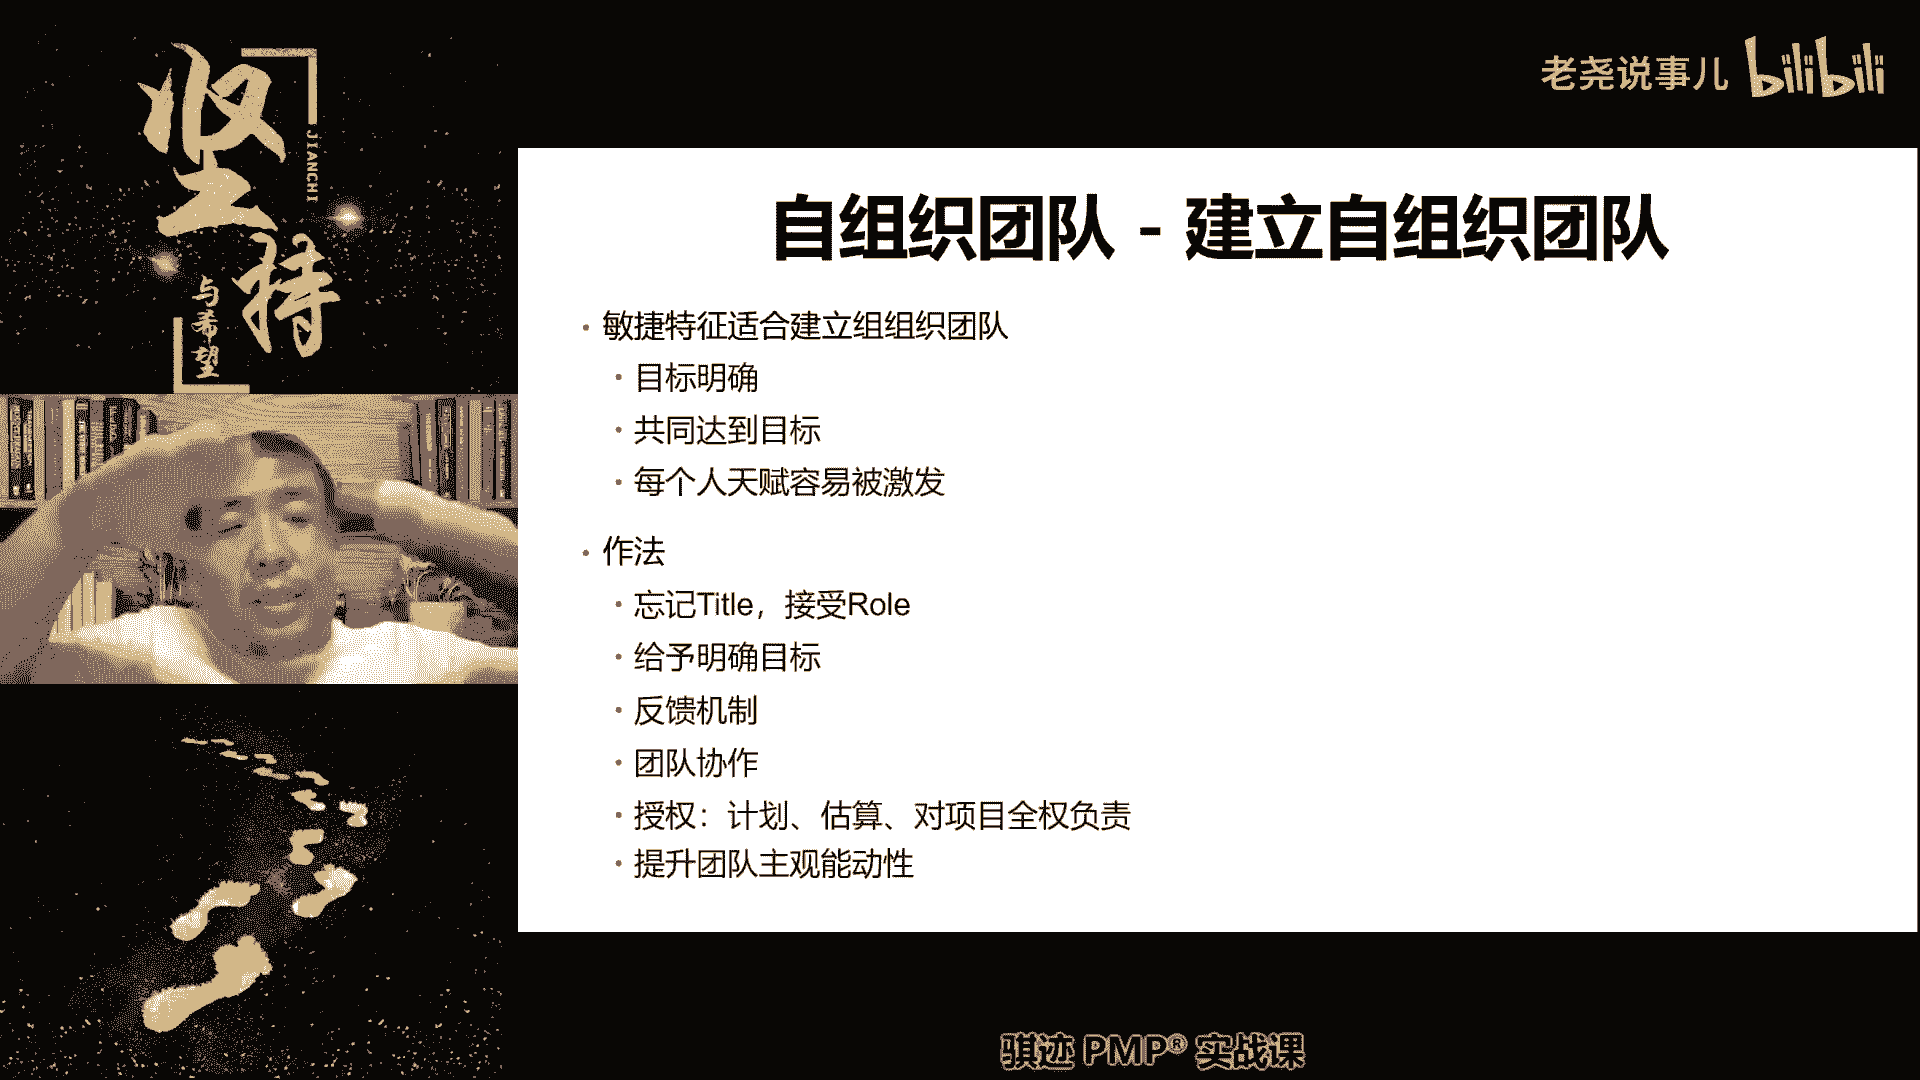 坚持
JIANCHI
与希望
老尧说事儿 bilibili
自组织团队 - 建立自组织团队
• 敏捷特征适合建立组组织团队
• 目标明确
• 共同达到目标
• 每个人天赋容易被激发
• 作法
• 忘记Title，接受Role
• 给予明确目标
• 反馈机制
• 团队协作
• 授权：计划、估算、对项目全权负责
• 提升团队主观能动性
骐迹 PMP® 实战课